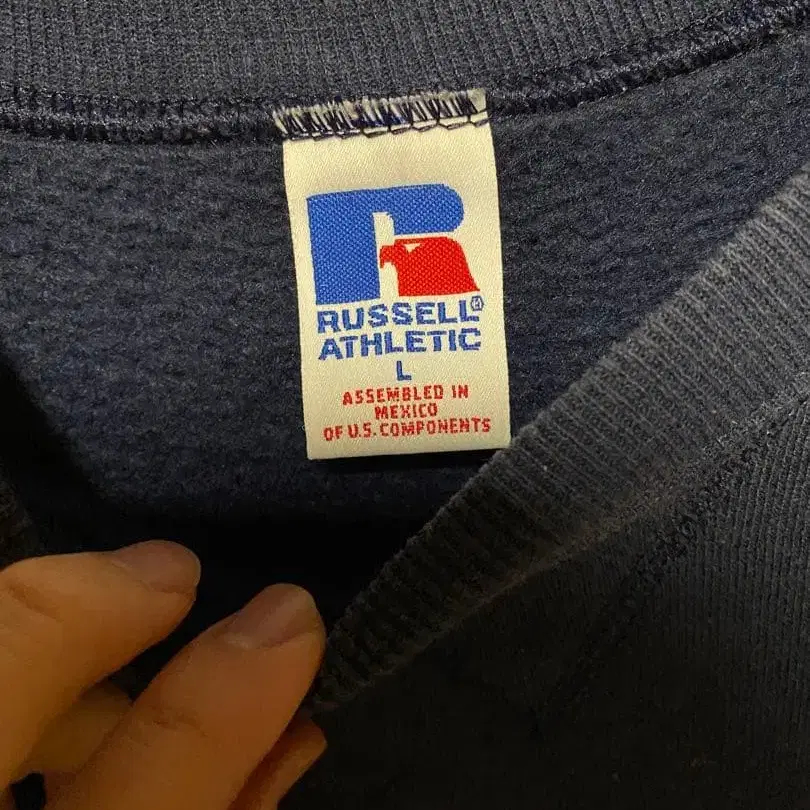 RUSSELL®
ATHLETIC
L
ASSEMBLED IN
MEXICO
OF U.S. COMPONENTS